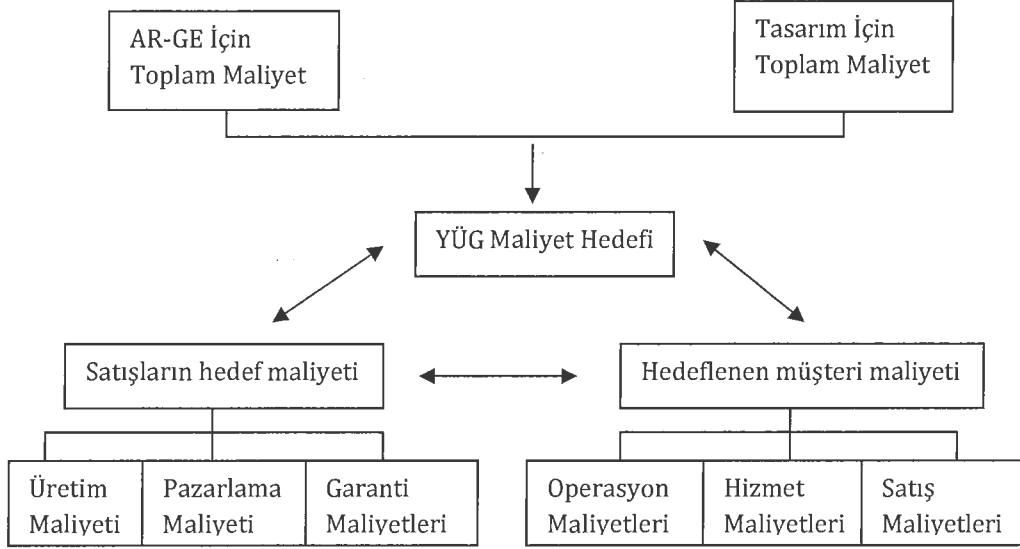 AR-GE İçin
Toplam Maliyet
Tasarım İçin
Toplam Maliyet
YÜG Maliyet Hedefi
Satışların hedef maliyeti
Hedeflenen müşteri maliyeti
Üretim
Maliyeti
Pazarlama
Maliyeti
Garanti
Maliyetleri
Operasyon
Maliyetleri
Hizmet
Maliyetleri
Satış
Maliyetleri